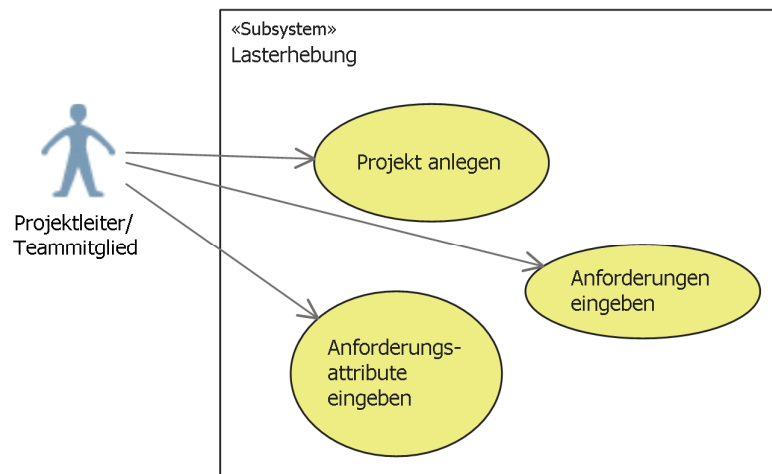 «Subsystem»
Lasterhebung
Projekt anlegen
Projektleiter/
Teammitglied
Anforderungen
eingeben
Anforderungs-
attribute
eingeben